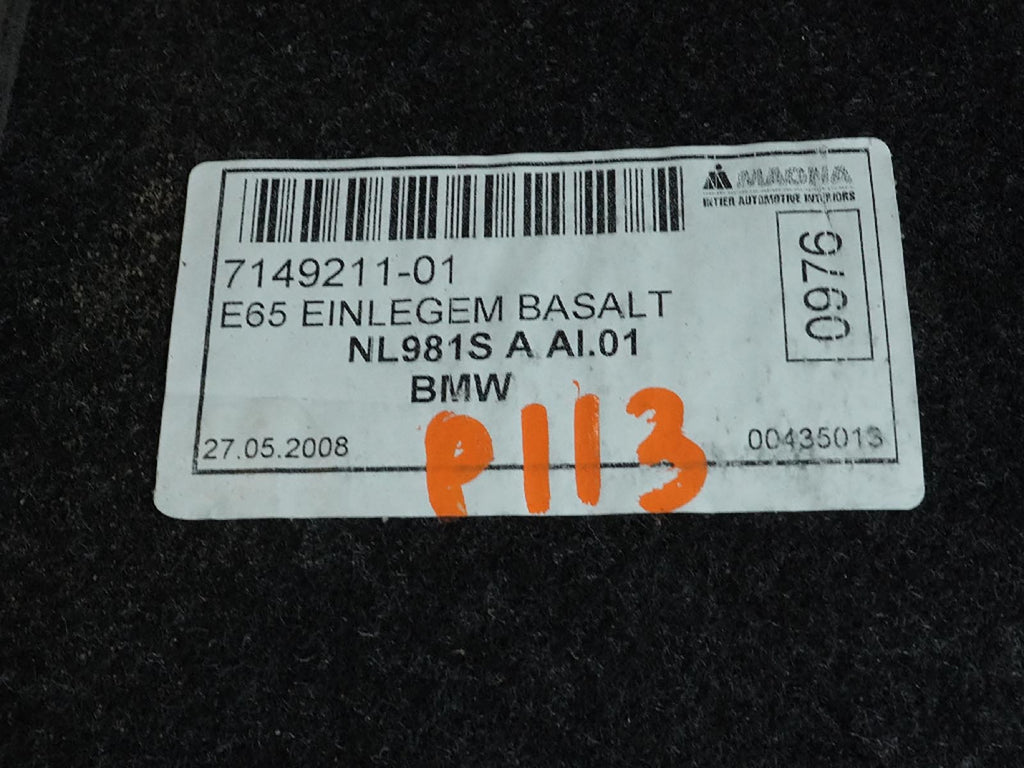 MAGNA
INTIER AUTOMOTIVE INTERIORS
7149211-01
0976
E65 EINLEGEM BASALT
NL981S A AI.01
BMW
P113
27.05.2008
00435013